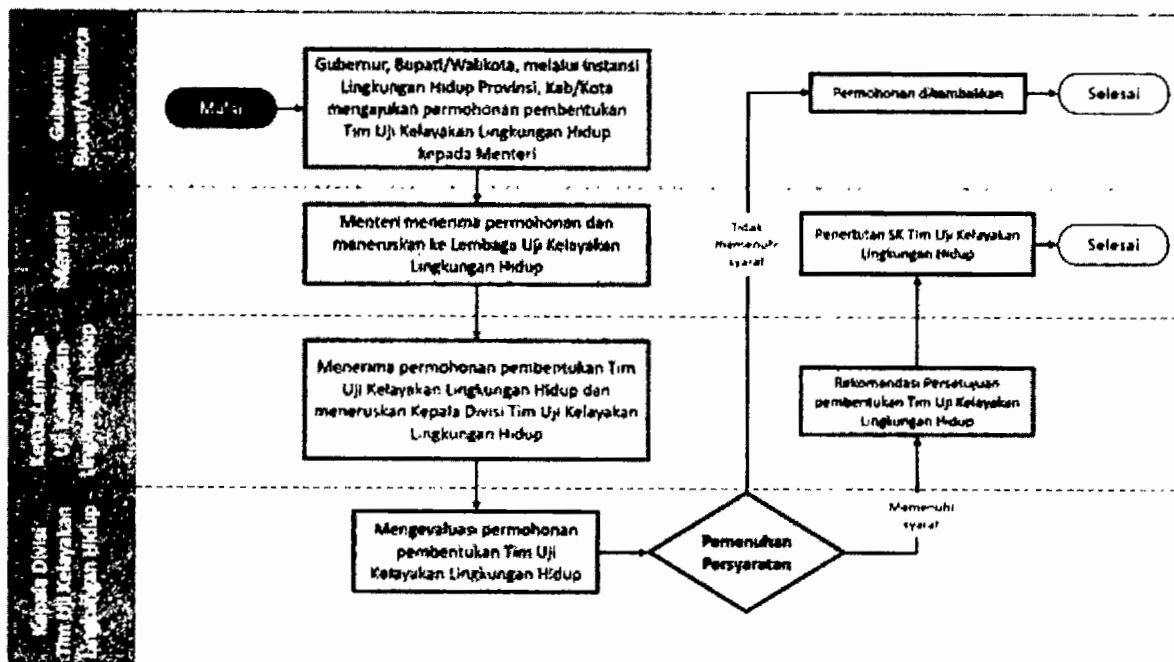 Gubernur,
Bupati/Walikota
Mulai
Gubernur, Bupati/Walikota, melalui Instansi
Lingkungan Hidup Provinsi, Kab/Kota
mengajukan permohonan pembentukan
Tim Uji Kelayakan Lingkungan Hidup
kepada Menteri
Permohonan dikembalikan
Selesai
Menteri
Menteri menerima permohonan dan
meneruskan ke Lembaga Uji Kelayakan
Lingkungan Hidup
Tidak
memenuhi
syarat
Penerbitan SK Tim Uji Kelayakan
Lingkungan Hidup
Selesai
Ketua Lembaga
Uji Kelayakan
Lingkungan Hidup
Menerima permohonan pembentukan Tim
Uji Kelayakan Lingkungan Hidup dan
meneruskan Kepala Divisi Tim Uji Kelayakan
Lingkungan Hidup
Rekomendasi Persetujuan
pembentukan Tim Uji Kelayakan
Lingkungan Hidup
Kepala Divisi
Tim Uji Kelayakan
Lingkungan Hidup
Mengevaluasi permohonan
pembentukan Tim Uji
Kelayakan Lingkungan Hidup
Pemenuhan
Persyaratan
Memenuhi
syarat